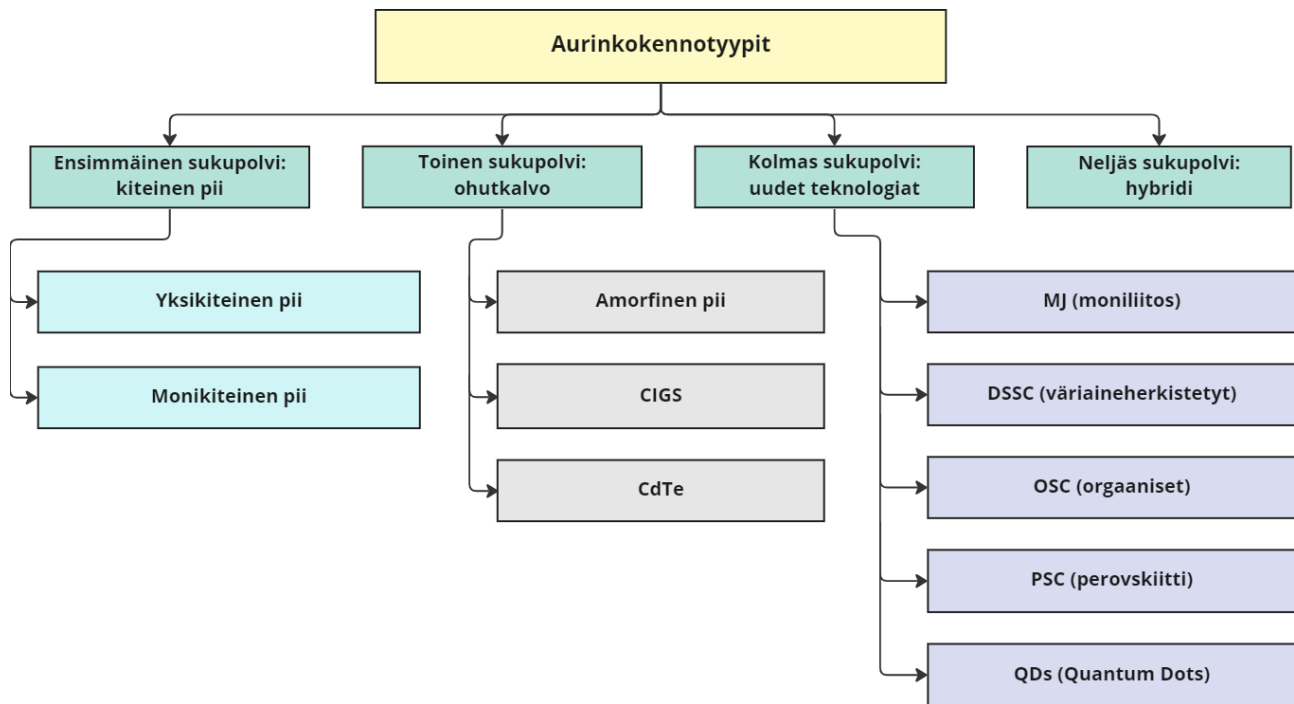 Aurinkokennotyypit
Ensimmäinen sukupolvi:
kiteinen pii
Toinen sukupolvi:
ohutkalvo
Kolmas sukupolvi:
uudet teknologiat
Neljäs sukupolvi:
hybridi
Yksikiteinen pii
Monikiteinen pii
Amorfinen pii
CIGS
CdTe
MJ (moniliitos)
DSSC (väriaineherkistetyt)
OSC (orgaaniset)
PSC (perovskiitti)
QDs (Quantum Dots)